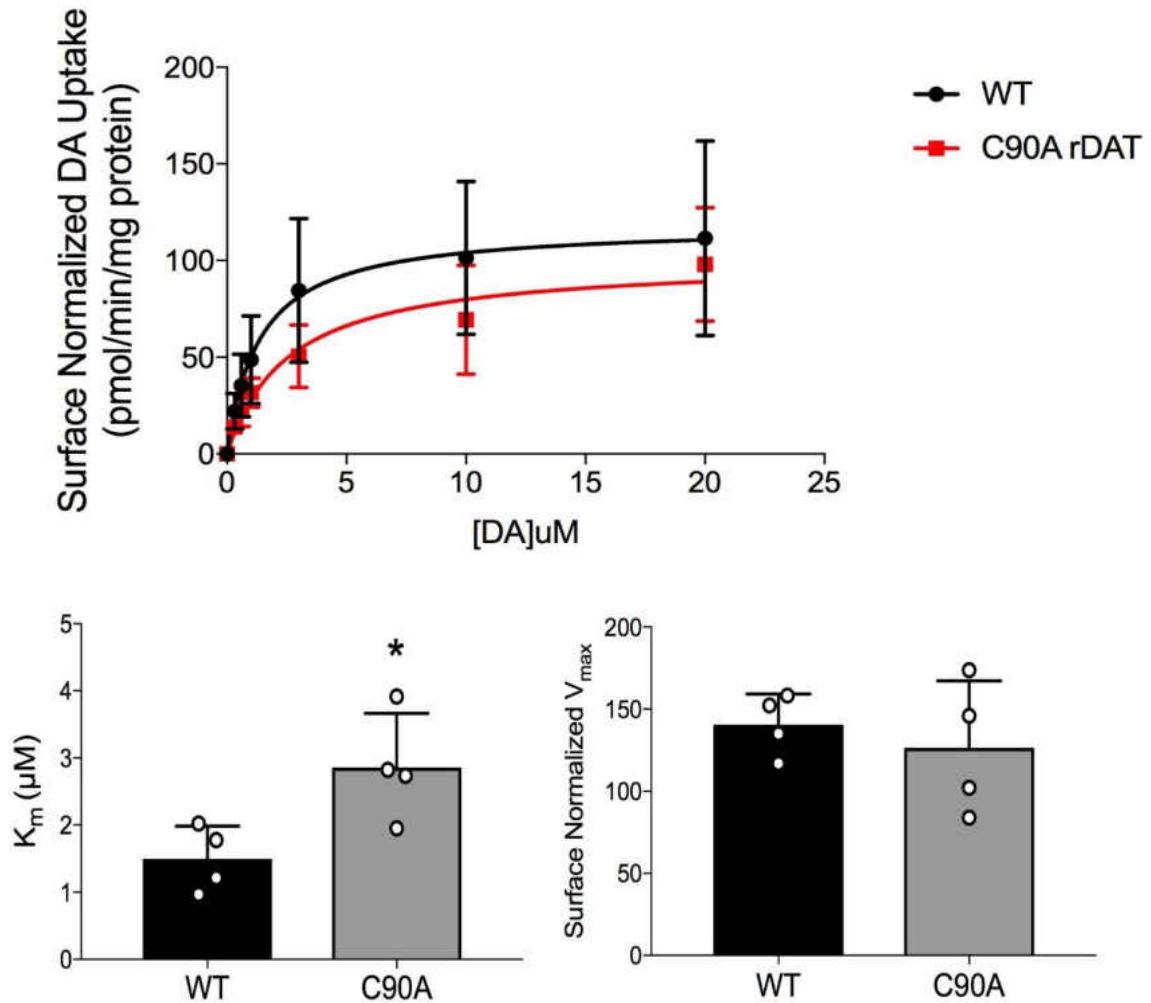 Surface Normalized DA Uptake
(pmol/min/mg protein)
200
150
100
50
0
0 5 10 15 20 25
[DA]uM
WT
C90A rDAT
Kₘ (μM)
5
4
3
2
1
0
*
WT C90A
Surface Normalized Vₘₐₓ
200
150
100
50
0
WT C90A